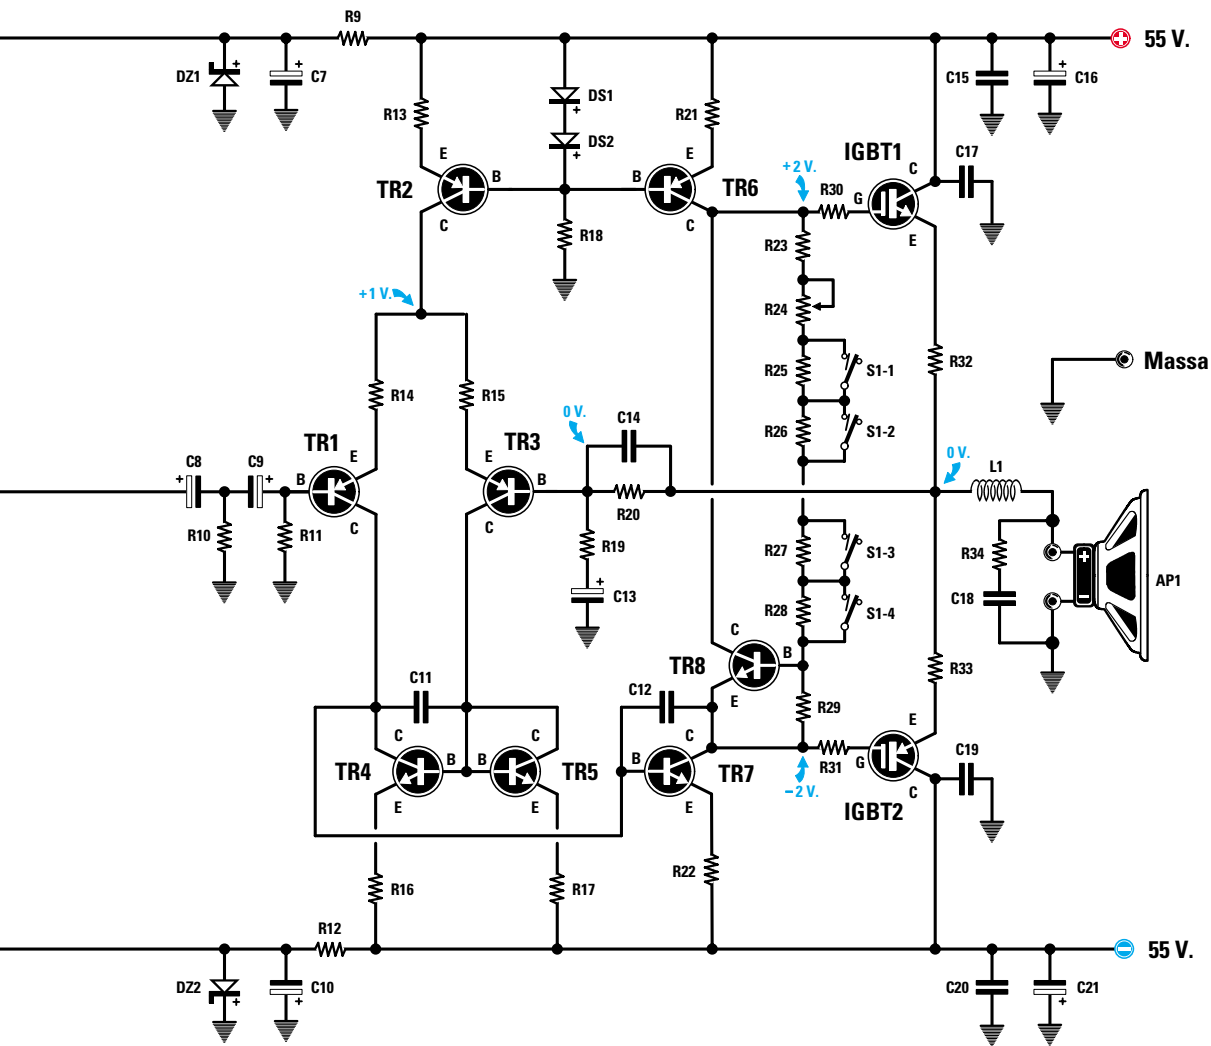 R9
55 V.
DZ1
+
+
C7
R13
DS1
+
DS2
+
R21
C15
+
C16
E
TR2
B
C
R18
B
E
TR6
C
+2 V.
R30
IGBT1
C
G
E
C17
R23
+1 V.
R24
R25
S1-1
R32
Massa
R14
R15
R26
S1-2
0 V.
C14
TR1
E
B
C
TR3
E
B
C
C8
+
C9
+
R10
R11
R20
R19
+
C13
0 V.
L1
R27
S1-3
R34
C18
+
–
AP1
R28
S1-4
C
TR8
B
E
R33
C11
C12
R29
C
TR4
B
E
B
C
TR5
E
B
C
TR7
E
R31
–2 V.
E
G
C
IGBT2
C19
R16
R17
R22
R12
55 V.
DZ2
+
C10
+
C20
C21
+